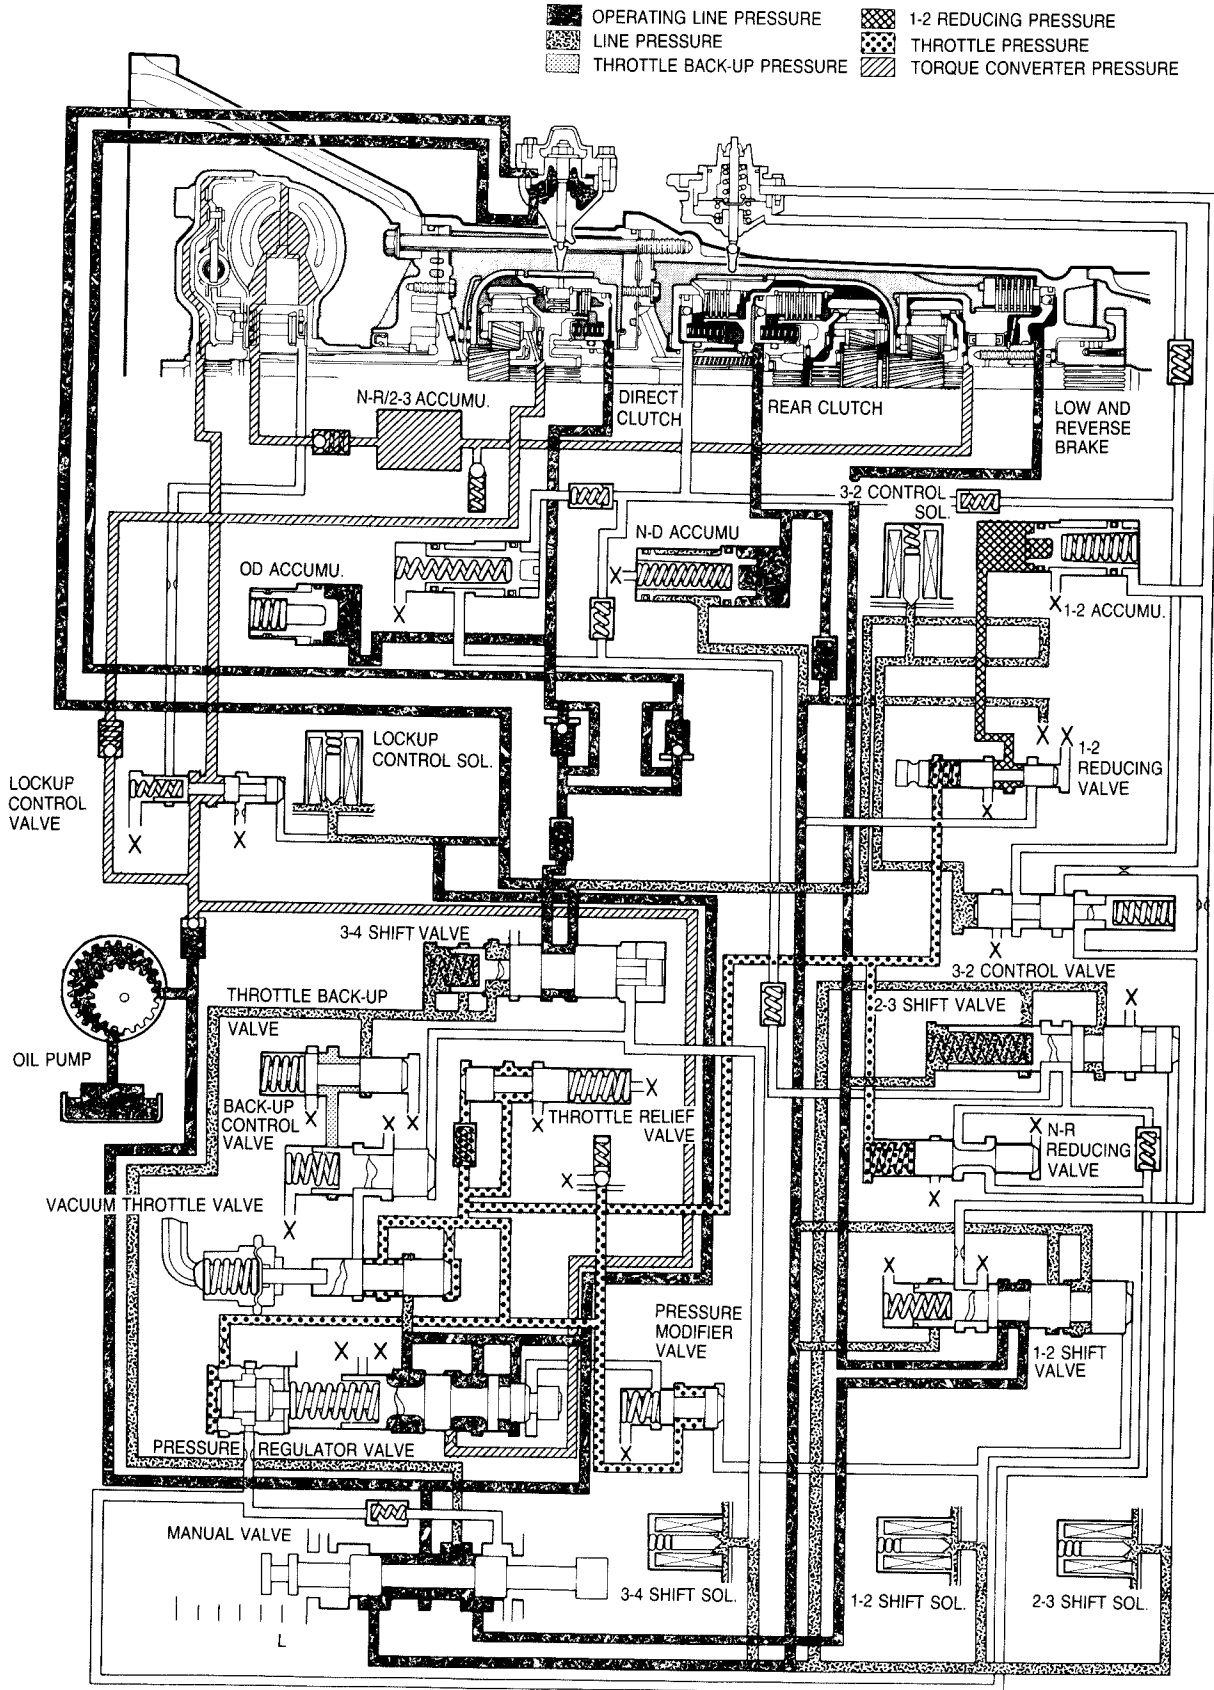 OPERATING LINE PRESSURE
LINE PRESSURE
THROTTLE BACK-UP PRESSURE
1-2 REDUCING PRESSURE
THROTTLE PRESSURE
TORQUE CONVERTER PRESSURE
N-R/2-3 ACCUMU.
DIRECT
CLUTCH
REAR CLUTCH
LOW AND
REVERSE
BRAKE
3-2 CONTROL
SOL.
N-D ACCUMU
OD ACCUMU.
X
X
X
1-2 ACCUMU.
LOCKUP
CONTROL SOL.
X
X
1-2
REDUCING
VALVE
LOCKUP
CONTROL
VALVE
X
X
X
3-4 SHIFT VALVE
X
3-2 CONTROL VALVE
THROTTLE BACK-UP
VALVE
2-3 SHIFT VALVE
X
OIL PUMP
BACK-UP
CONTROL
VALVE
X
X
X
X
X
THROTTLE RELIEF
VALVE
X
N-R
REDUCING
VALVE
X
X
X
X
VACUUM THROTTLE VALVE
X
X
PRESSURE
MODIFIER
VALVE
1-2 SHIFT
VALVE
X
X
X
PRESSURE REGULATOR VALVE
MANUAL VALVE
3-4 SHIFT SOL.
1-2 SHIFT SOL.
2-3 SHIFT SOL.
L